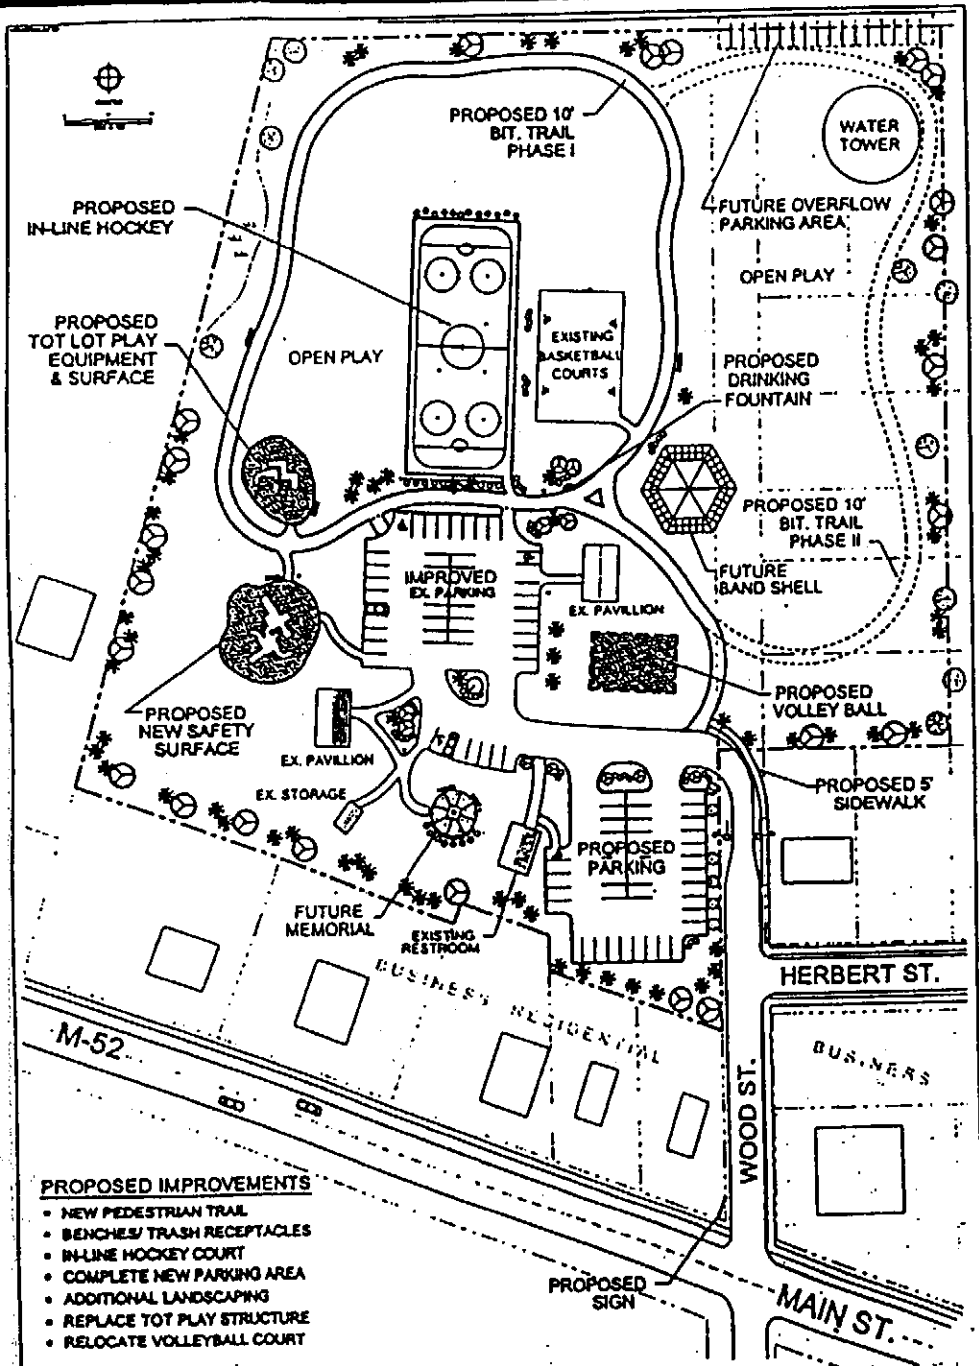 PROPOSED 10'
BIT. TRAIL
PHASE I
WATER
TOWER
PROPOSED
IN-LINE HOCKEY
FUTURE OVERFLOW
PARKING AREA
OPEN PLAY
PROPOSED
TOT LOT PLAY
EQUIPMENT
& SURFACE
OPEN PLAY
EXISTING
BASKETBALL
COURTS
PROPOSED
DRINKING
FOUNTAIN
PROPOSED 10'
BIT. TRAIL
PHASE II
IMPROVED
EX. PARKING
FUTURE
BAND SHELL
EX. PAVILLION
PROPOSED
NEW SAFETY
SURFACE
PROPOSED
VOLLEY BALL
EX. PAVILLION
EX. STORAGE
PROPOSED 5'
SIDEWALK
PROPOSED
PARKING
FUTURE
MEMORIAL
EXISTING
RESTROOM
BUSINESS RESIDENTIAL
HERBERT ST.
M-52
BUSINESS
WOOD ST.
PROPOSED IMPROVEMENTS
• NEW PEDESTRIAN TRAIL
• BENCHES/ TRASH RECEPTACLES
• IN-LINE HOCKEY COURT
• COMPLETE NEW PARKING AREA
• ADDITIONAL LANDSCAPING
• REPLACE TOT PLAY STRUCTURE
• RELOCATE VOLLEYBALL COURT
PROPOSED
SIGN
MAIN ST.